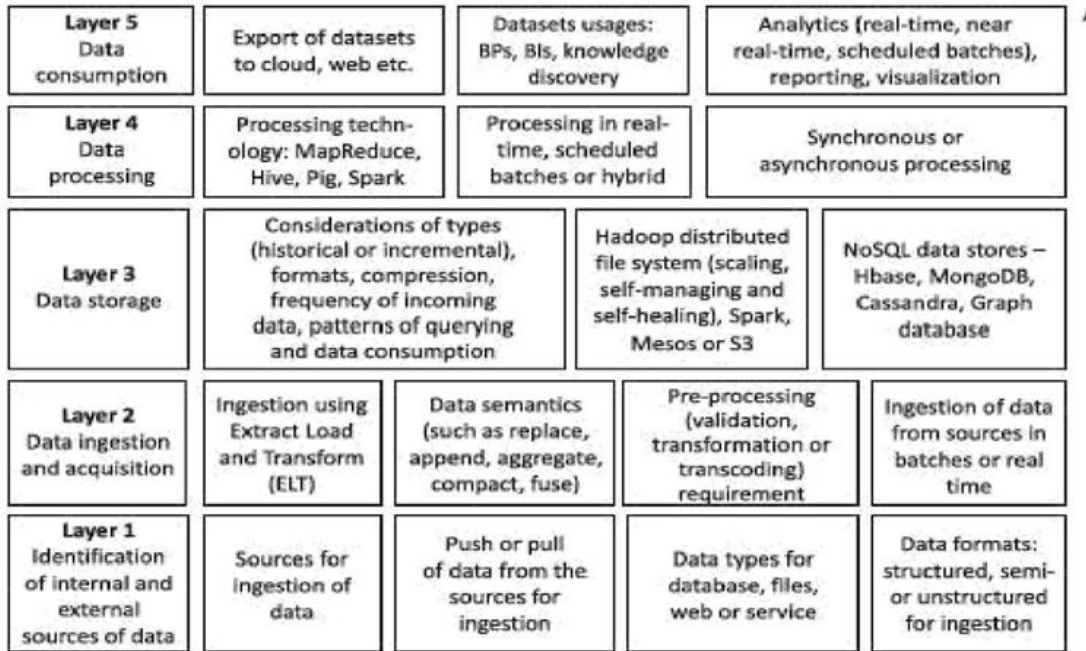 Layer 5
Data
consumption
Export of datasets
to cloud, web etc.
Datasets usages:
BPs, BIs, knowledge
discovery
Analytics (real-time, near
real-time, scheduled batches),
reporting, visualization
Layer 4
Data
processing
Processing techn-
ology: MapReduce,
Hive, Pig, Spark
Processing in real-
time, scheduled
batches or hybrid
Synchronous or
asynchronous processing
Layer 3
Data storage
Considerations of types
(historical or incremental),
formats, compression,
frequency of incoming
data, patterns of querying
and data consumption
Hadoop distributed
file system (scaling,
self-managing and
self-healing), Spark,
Mesos or S3
NoSQL data stores –
Hbase, MongoDB,
Cassandra, Graph
database
Layer 2
Data ingestion
and acquisition
Ingestion using
Extract Load
and Transform
(ELT)
Data semantics
(such as replace,
append, aggregate,
compact, fuse)
Pre-processing
(validation,
transformation or
transcoding)
requirement
Ingestion of data
from sources in
batches or real
time
Layer 1
Identification
of internal and
external
sources of data
Sources for
ingestion of
data
Push or pull
of data from the
sources for
ingestion
Data types for
database, files,
web or service
Data formats:
structured, semi-
or unstructured
for ingestion